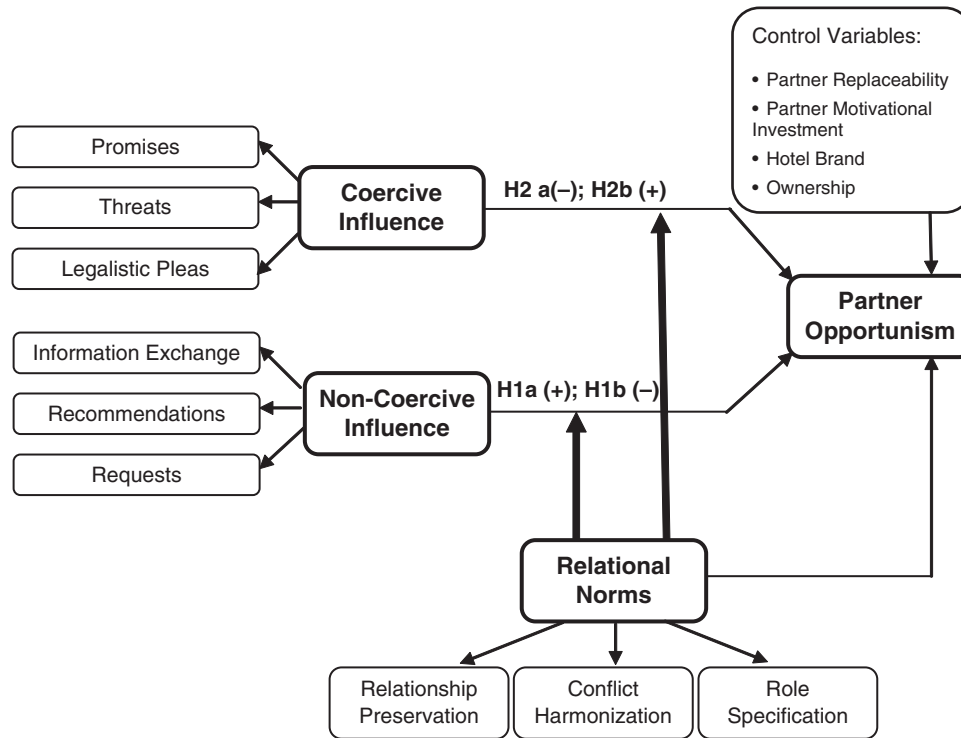 Control Variables:
• Partner Replaceability
• Partner Motivational
Investment
• Hotel Brand
• Ownership
Promises
Threats
Legalistic Pleas
Coercive
Influence
H2 a(–); H2b (+)
Partner
Opportunism
Information Exchange
Recommendations
Requests
Non-Coercive
Influence
H1a (+); H1b (–)
Relational
Norms
Relationship
Preservation
Conflict
Harmonization
Role
Specification